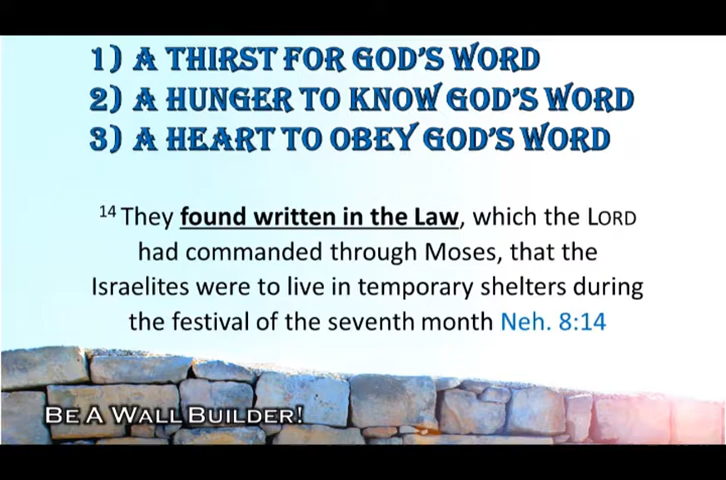 1) A THIRST FOR GOD'S WORD
2) A HUNGER TO KNOW GOD'S WORD
3) A HEART TO OBEY GOD'S WORD
14 They found written in the Law, which the LORD
had commanded through Moses, that the
Israelites were to live in temporary shelters during
the festival of the seventh month Neh. 8:14
BE A WALL BUILDER!